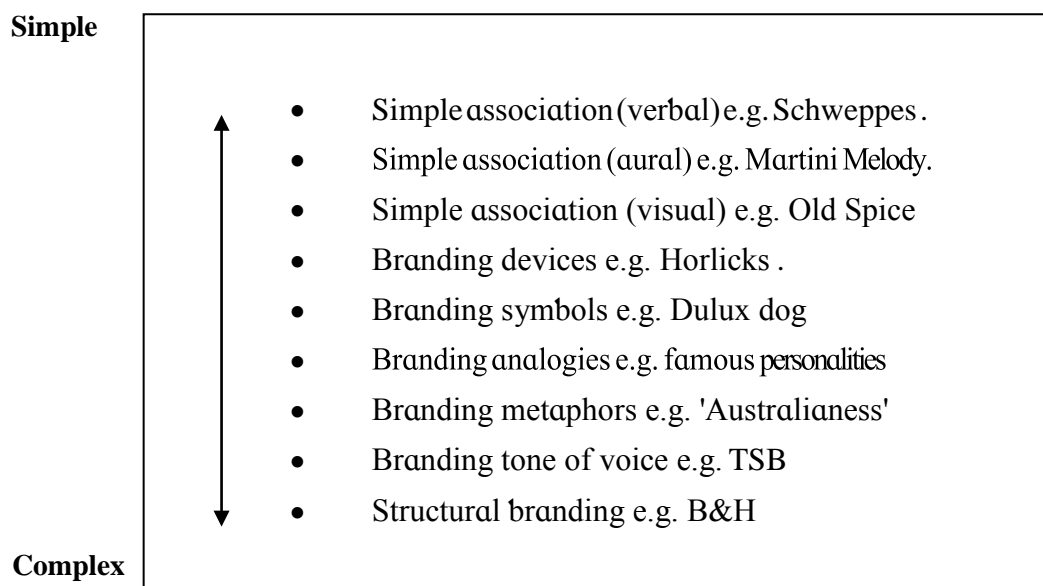 Simple
• Simple association (verbal) e.g. Schweppes .
• Simple association (aural) e.g. Martini Melody.
• Simple association (visual) e.g. Old Spice
• Branding devices e.g. Horlicks .
• Branding symbols e.g. Dulux dog
• Branding analogies e.g. famous personalities
• Branding metaphors e.g. 'Australianess'
• Branding tone of voice e.g. TSB
• Structural branding e.g. B&H
Complex